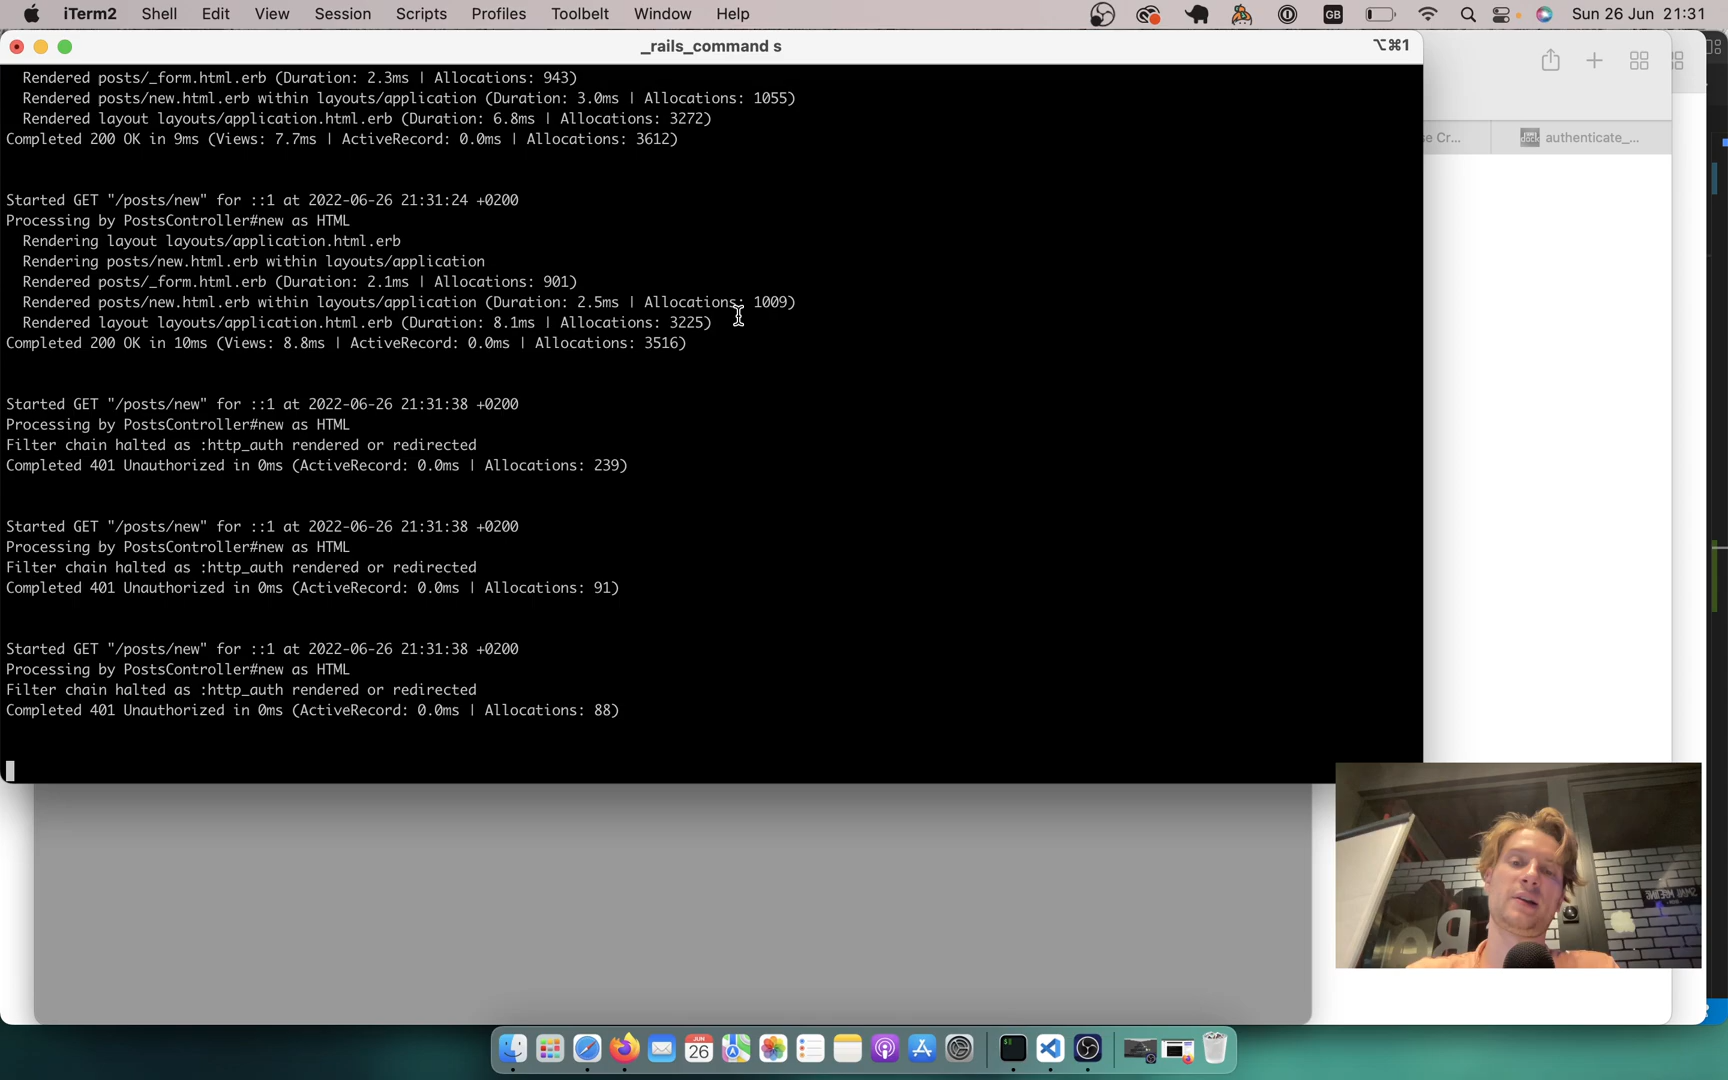 iTerm2 Shell Edit View Session Scripts Profiles Toolbelt Window Help GB Sun 26 Jun 21:31
_rails_command s ⌥⌘1
Rendered posts/_form.html.erb (Duration: 2.3ms | Allocations: 943)
Rendered posts/new.html.erb within layouts/application (Duration: 3.0ms | Allocations: 1055)
Rendered layout layouts/application.html.erb (Duration: 6.8ms | Allocations: 3272)
Completed 200 OK in 9ms (Views: 7.7ms | ActiveRecord: 0.0ms | Allocations: 3612)
se Cr... authenticate_...
Started GET "/posts/new" for ::1 at 2022-06-26 21:31:24 +0200
Processing by PostsController#new as HTML
Rendering layout layouts/application.html.erb
Rendering posts/new.html.erb within layouts/application
Rendered posts/_form.html.erb (Duration: 2.1ms | Allocations: 901)
Rendered posts/new.html.erb within layouts/application (Duration: 2.5ms | Allocations: 1009)
Rendered layout layouts/application.html.erb (Duration: 8.1ms | Allocations: 3225)
Completed 200 OK in 10ms (Views: 8.8ms | ActiveRecord: 0.0ms | Allocations: 3516)
Started GET "/posts/new" for ::1 at 2022-06-26 21:31:38 +0200
Processing by PostsController#new as HTML
Filter chain halted as :http_auth rendered or redirected
Completed 401 Unauthorized in 0ms (ActiveRecord: 0.0ms | Allocations: 239)
Started GET "/posts/new" for ::1 at 2022-06-26 21:31:38 +0200
Processing by PostsController#new as HTML
Filter chain halted as :http_auth rendered or redirected
Completed 401 Unauthorized in 0ms (ActiveRecord: 0.0ms | Allocations: 91)
Started GET "/posts/new" for ::1 at 2022-06-26 21:31:38 +0200
Processing by PostsController#new as HTML
Filter chain halted as :http_auth rendered or redirected
Completed 401 Unauthorized in 0ms (ActiveRecord: 0.0ms | Allocations: 88)
JUN
26